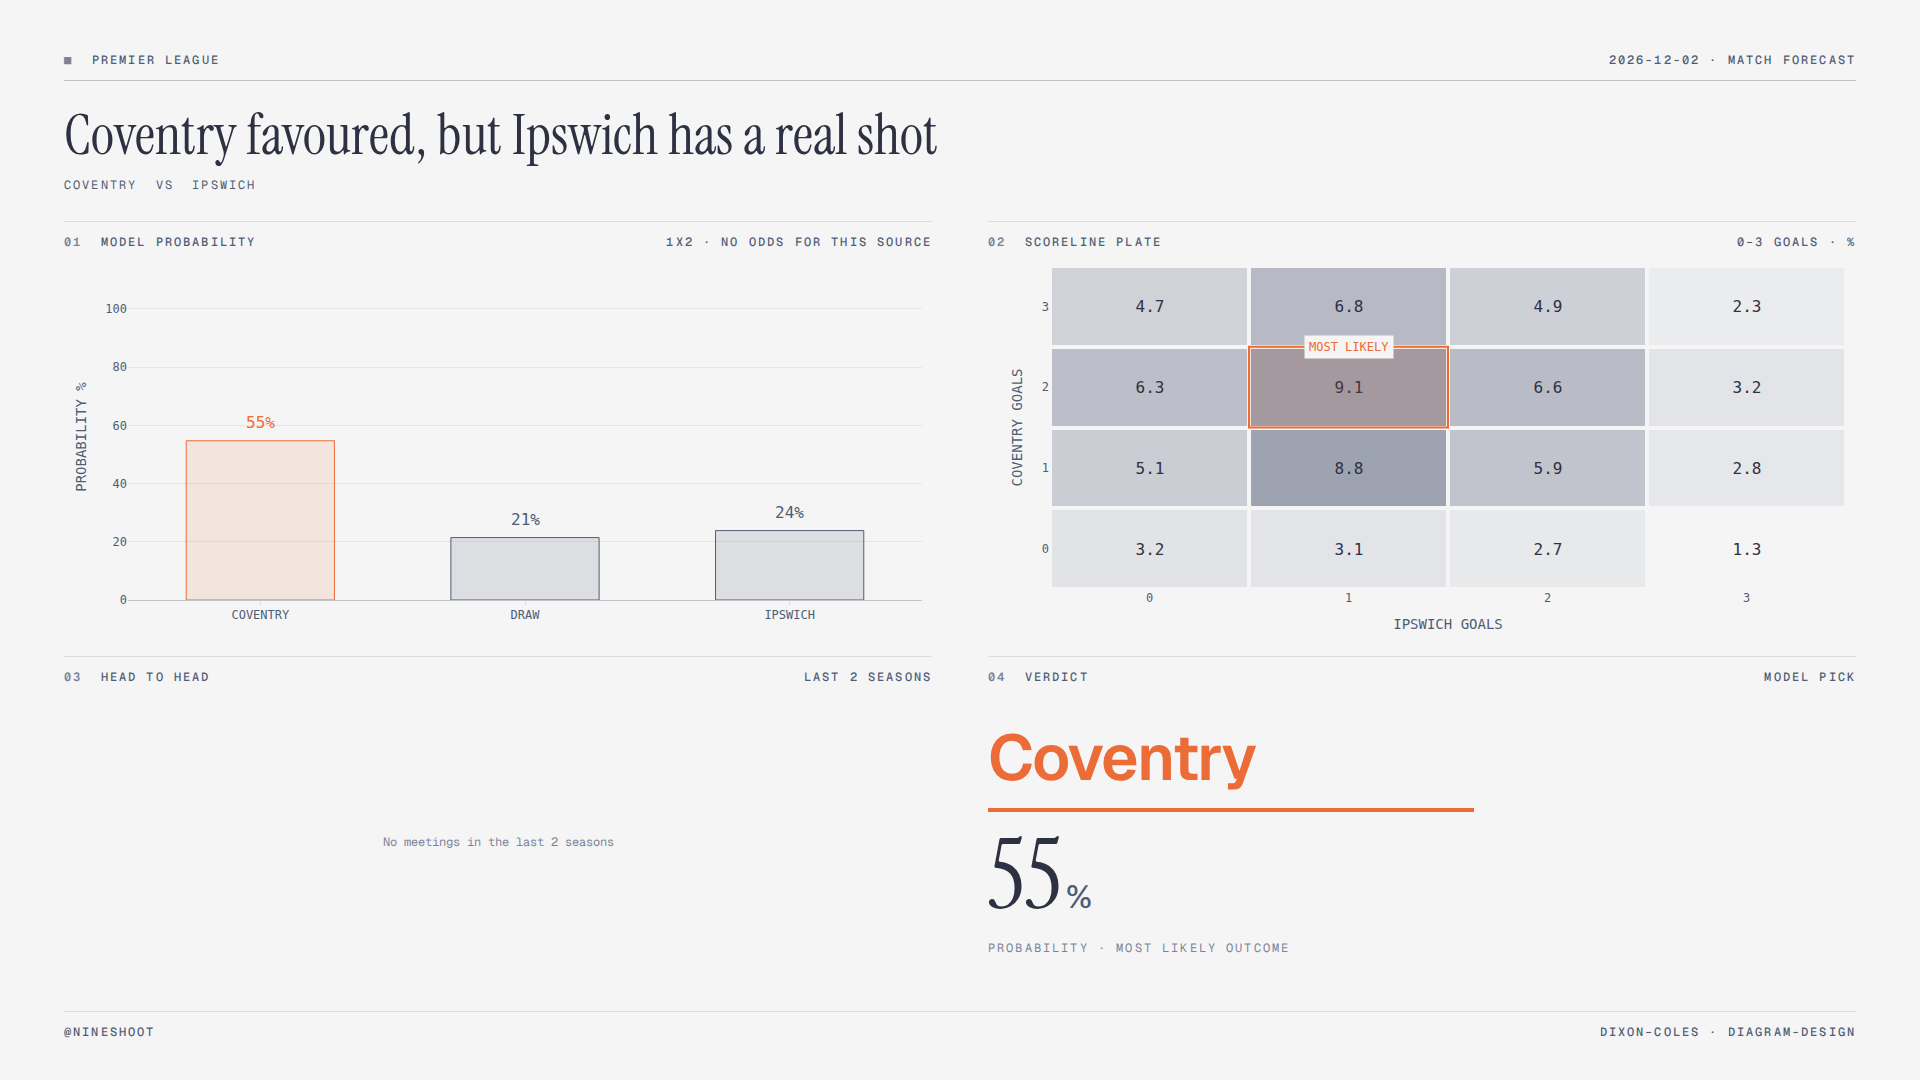 ■ PREMIER LEAGUE
2026-12-02 · MATCH FORECAST
Coventry favoured, but Ipswich has a real shot
COVENTRY VS IPSWICH
01 MODEL PROBABILITY
1X2 · NO ODDS FOR THIS SOURCE
PROBABILITY %
100
80
60
40
20
0
55%
21%
24%
COVENTRY
DRAW
IPSWICH
02 SCORELINE PLATE
0–3 GOALS · %
COVENTRY GOALS
3 4.7 6.8 4.9 2.3
MOST LIKELY
2 6.3 9.1 6.6 3.2
1 5.1 8.8 5.9 2.8
0 3.2 3.1 2.7 1.3
0 1 2 3
IPSWICH GOALS
03 HEAD TO HEAD
LAST 2 SEASONS
No meetings in the last 2 seasons
04 VERDICT
MODEL PICK
Coventry
55%
PROBABILITY · MOST LIKELY OUTCOME
@NINESHOOT
DIXON-COLES · DIAGRAM-DESIGN